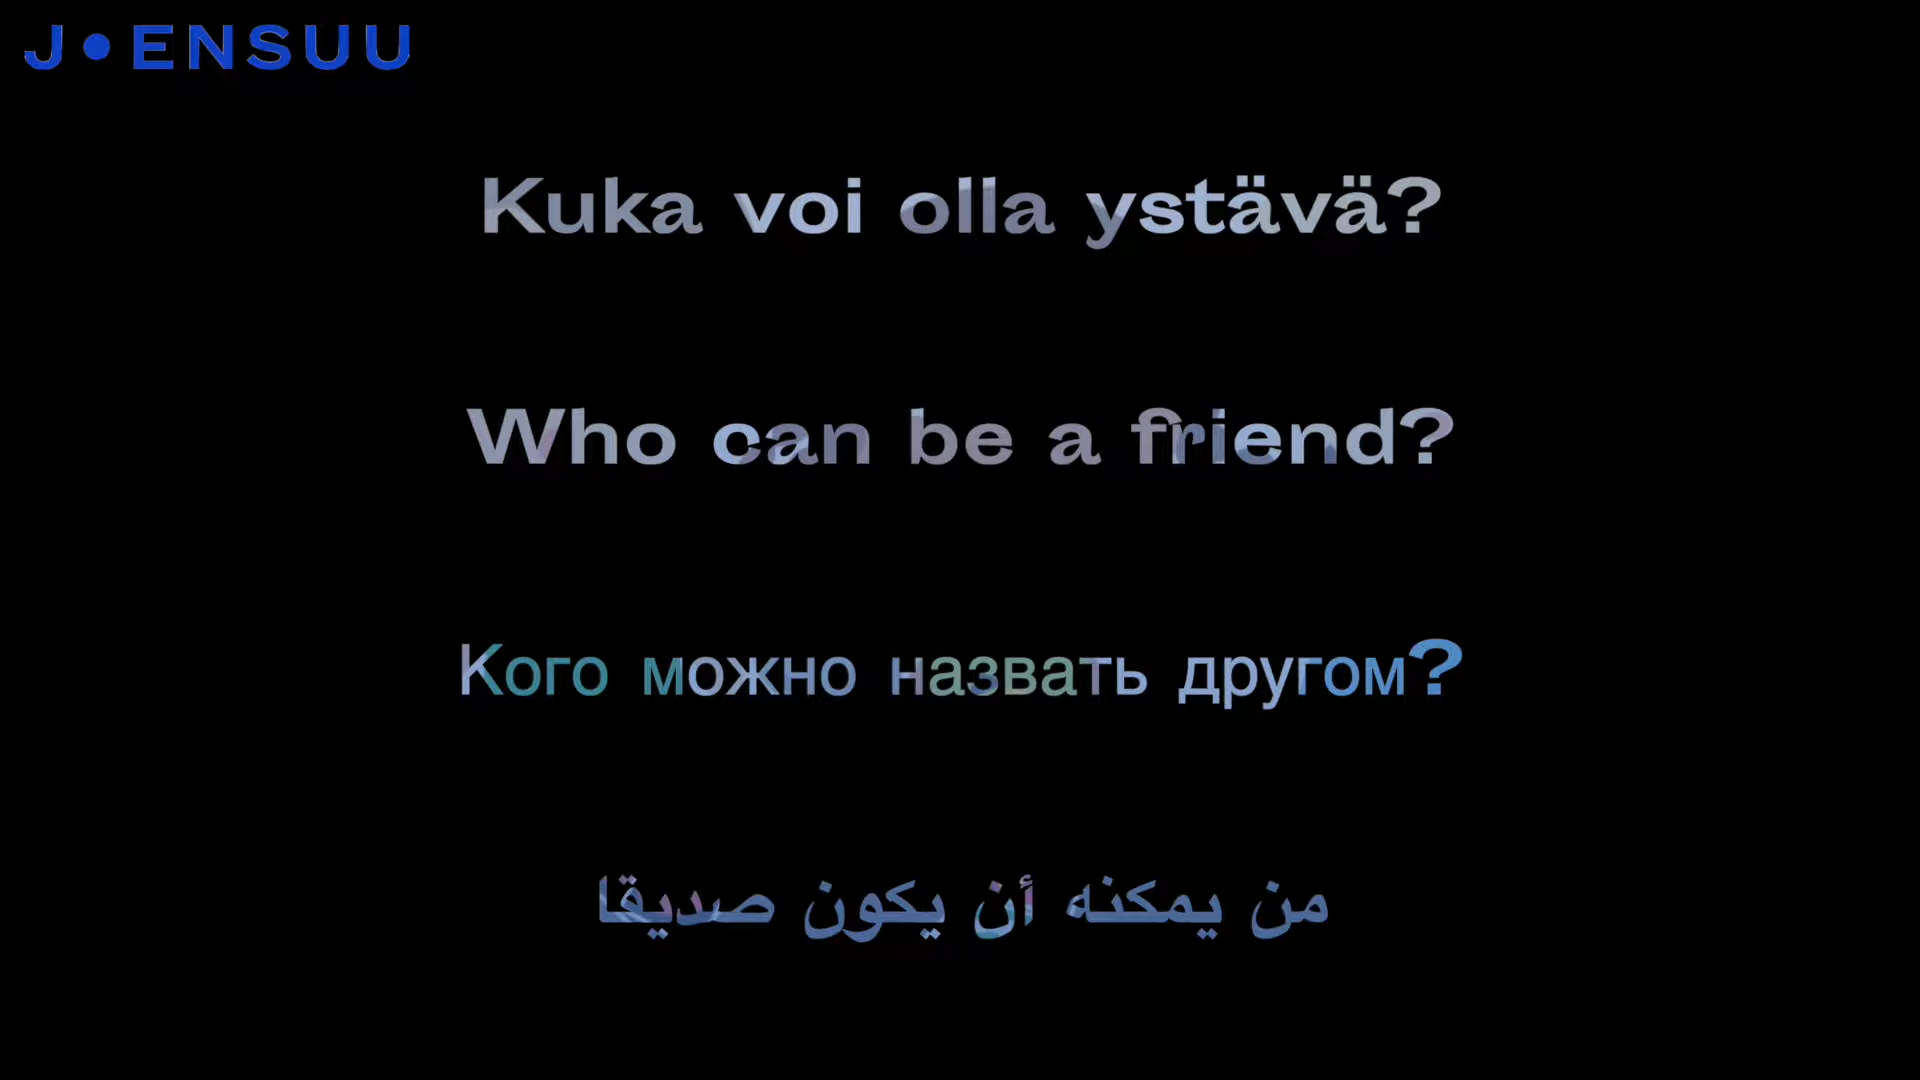 J•ENSUU
Kuka voi olla ystävä?
Who can be a friend?
Кого можно назвать другом?
من يمكنه أن يكون صديقا